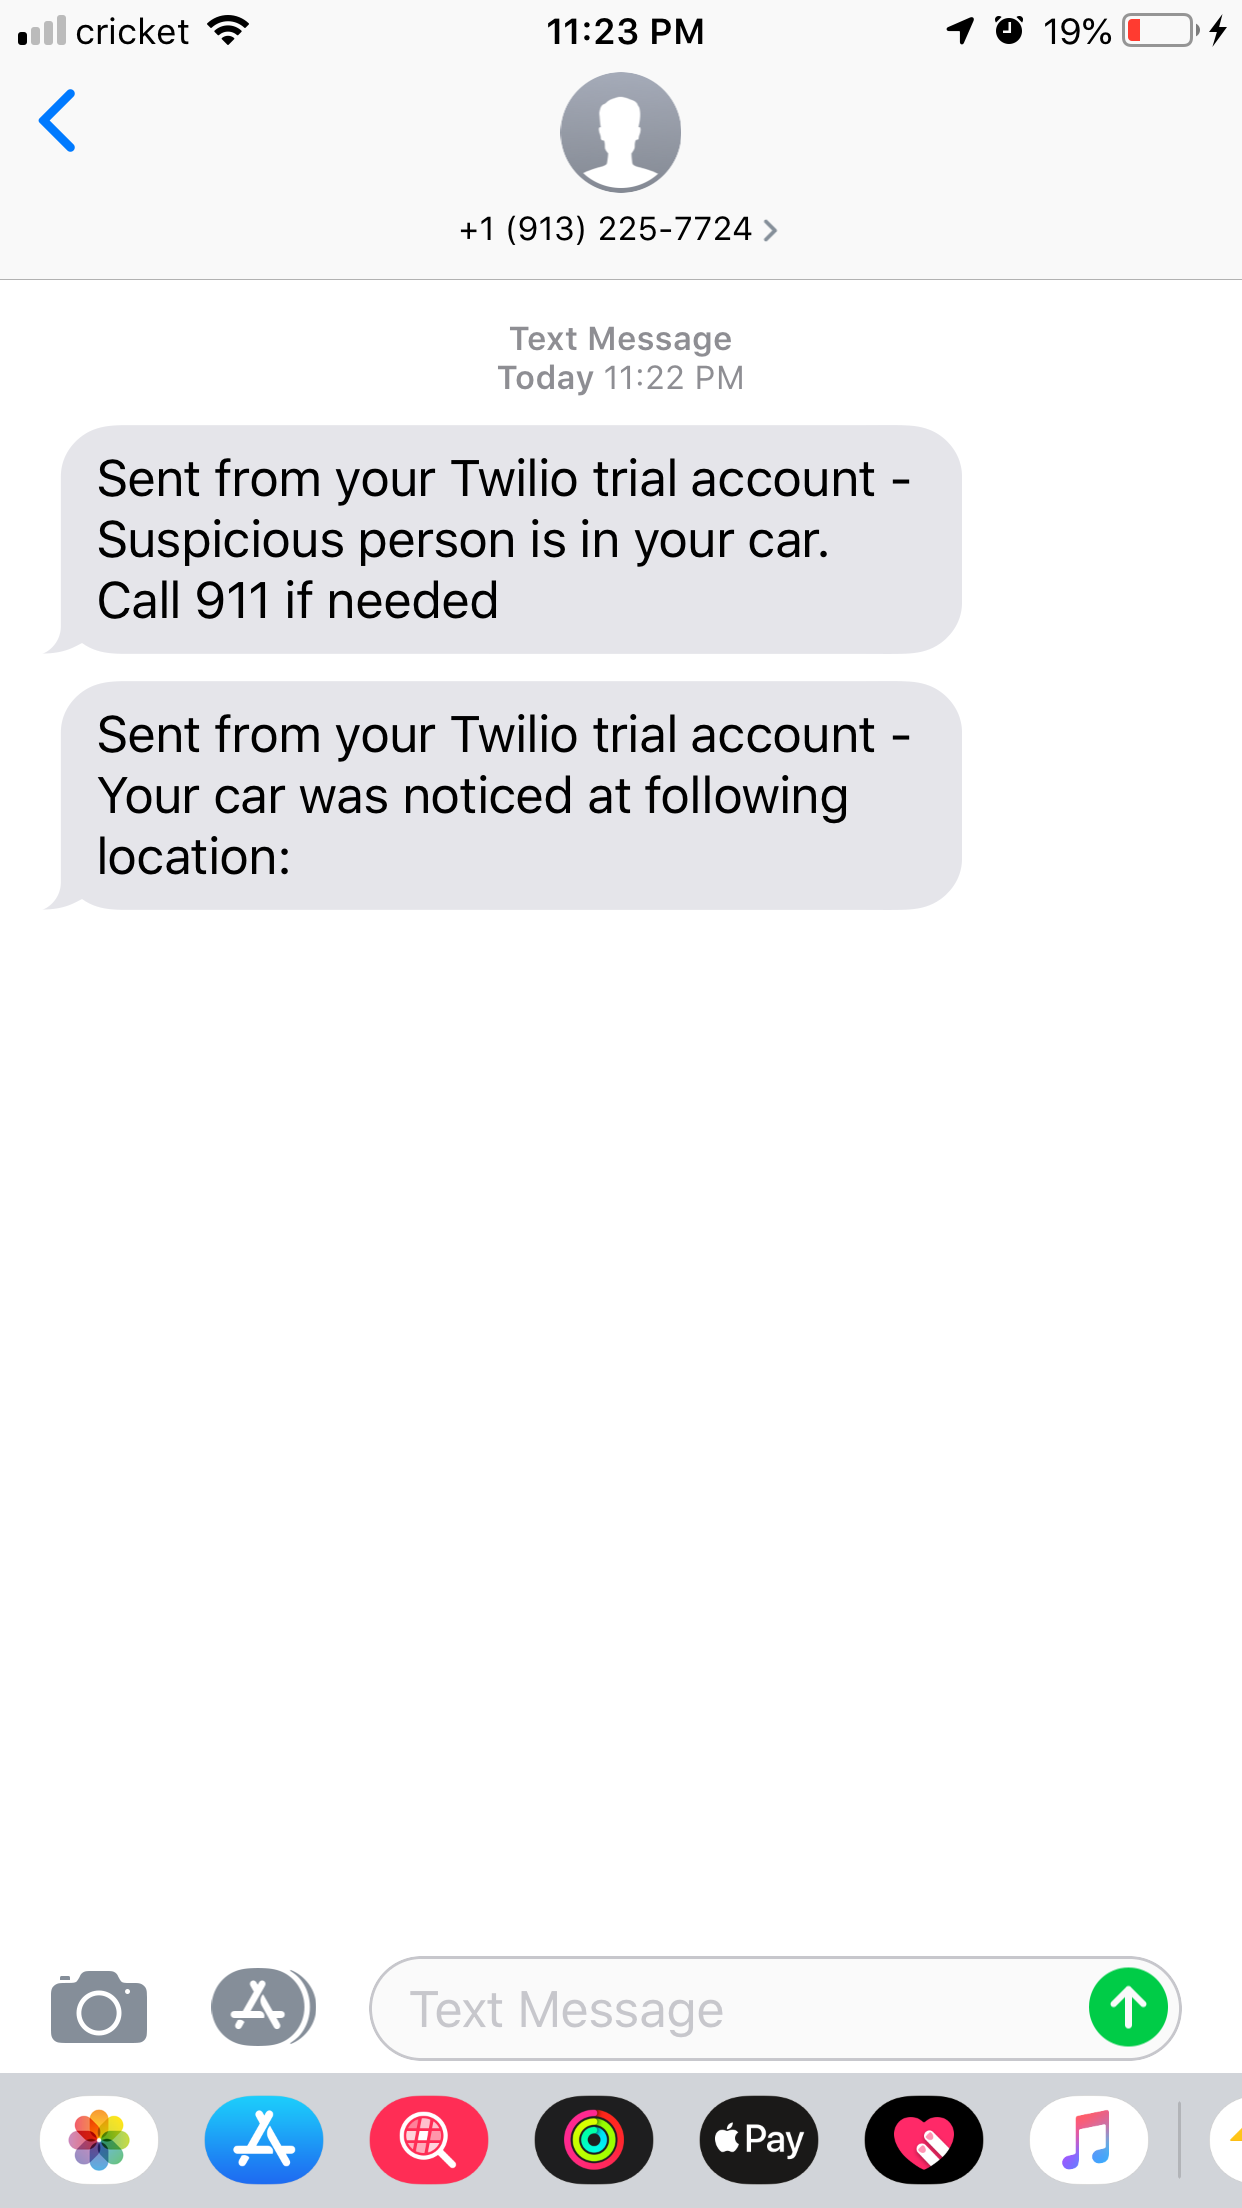 cricket 11:23 PM 19%
+1 (913) 225-7724
Text Message
Today 11:22 PM
Sent from your Twilio trial account -
Suspicious person is in your car.
Call 911 if needed
Sent from your Twilio trial account -
Your car was noticed at following
location:
Text Message
Pay